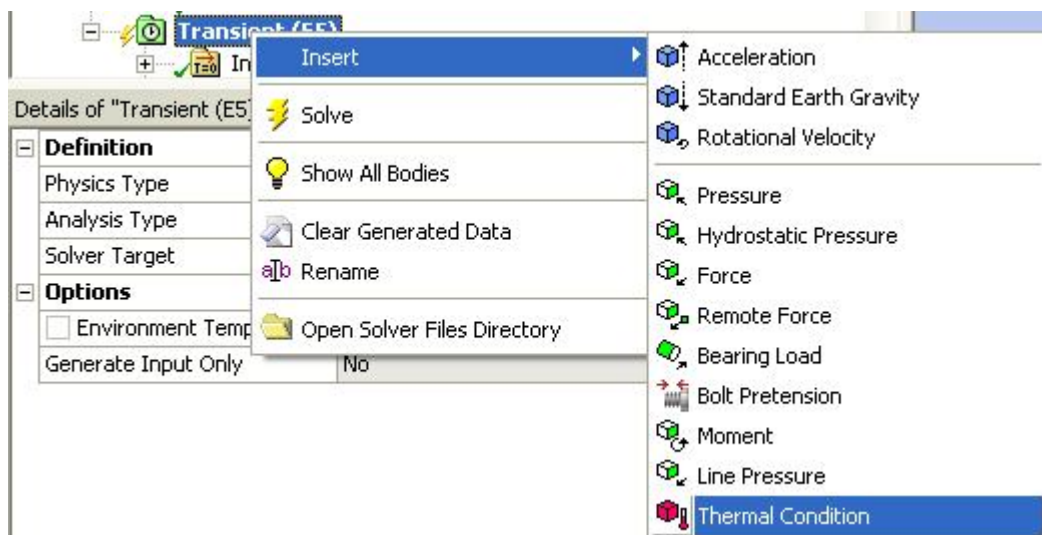 Transient (E5)
T=0 In
Details of "Transient (E5)
Definition
Physics Type
Analysis Type
Solver Target
Options
Environment Temp
Generate Input Only No
Insert
Solve
Show All Bodies
Clear Generated Data
a|b Rename
Open Solver Files Directory
Acceleration
Standard Earth Gravity
Rotational Velocity
Pressure
Hydrostatic Pressure
Force
Remote Force
Bearing Load
Bolt Pretension
Moment
Line Pressure
Thermal Condition